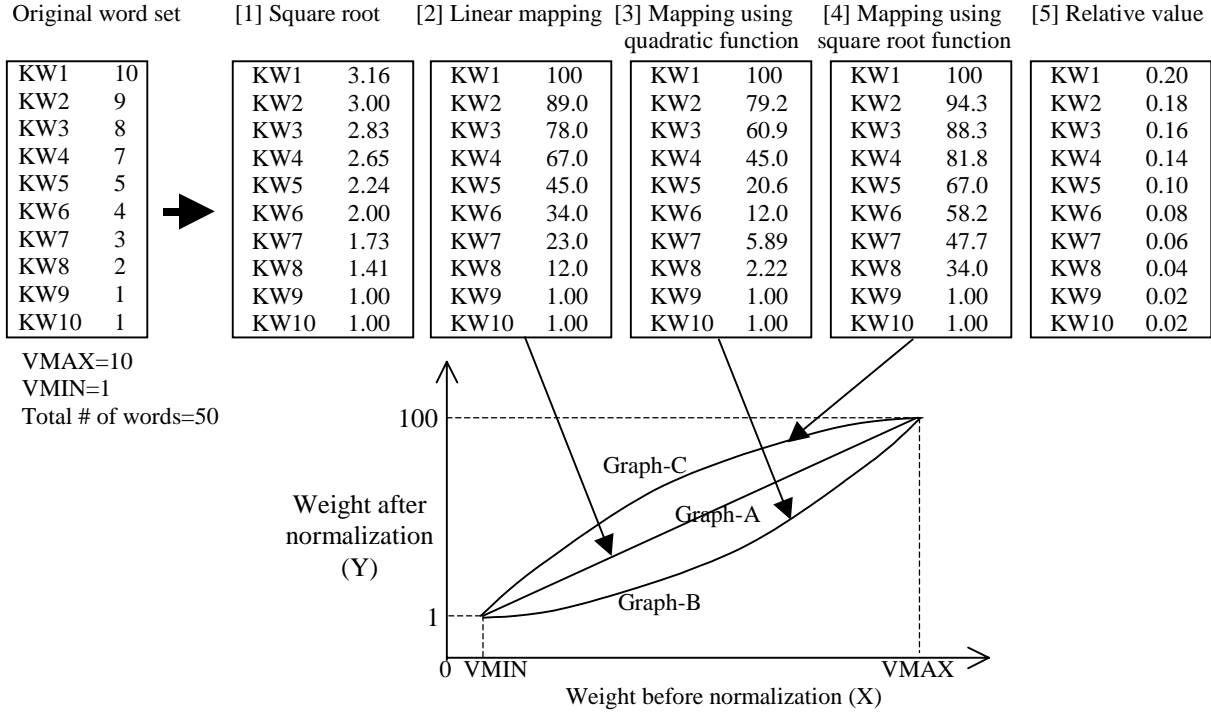 Original word set
[1] Square root
[2] Linear mapping
[3] Mapping using
quadratic function
[4] Mapping using
square root function
[5] Relative value
KW1 10
KW2 9
KW3 8
KW4 7
KW5 5
KW6 4
KW7 3
KW8 2
KW9 1
KW10 1
KW1 3.16
KW2 3.00
KW3 2.83
KW4 2.65
KW5 2.24
KW6 2.00
KW7 1.73
KW8 1.41
KW9 1.00
KW10 1.00
KW1 100
KW2 89.0
KW3 78.0
KW4 67.0
KW5 45.0
KW6 34.0
KW7 23.0
KW8 12.0
KW9 1.00
KW10 1.00
KW1 100
KW2 79.2
KW3 60.9
KW4 45.0
KW5 20.6
KW6 12.0
KW7 5.89
KW8 2.22
KW9 1.00
KW10 1.00
KW1 100
KW2 94.3
KW3 88.3
KW4 81.8
KW5 67.0
KW6 58.2
KW7 47.7
KW8 34.0
KW9 1.00
KW10 1.00
KW1 0.20
KW2 0.18
KW3 0.16
KW4 0.14
KW5 0.10
KW6 0.08
KW7 0.06
KW8 0.04
KW9 0.02
KW10 0.02
VMAX=10
VMIN=1
Total # of words=50
100
Graph-C
Graph-A
Graph-B
Weight after
normalization
(Y)
1
0
VMIN
VMAX
Weight before normalization (X)